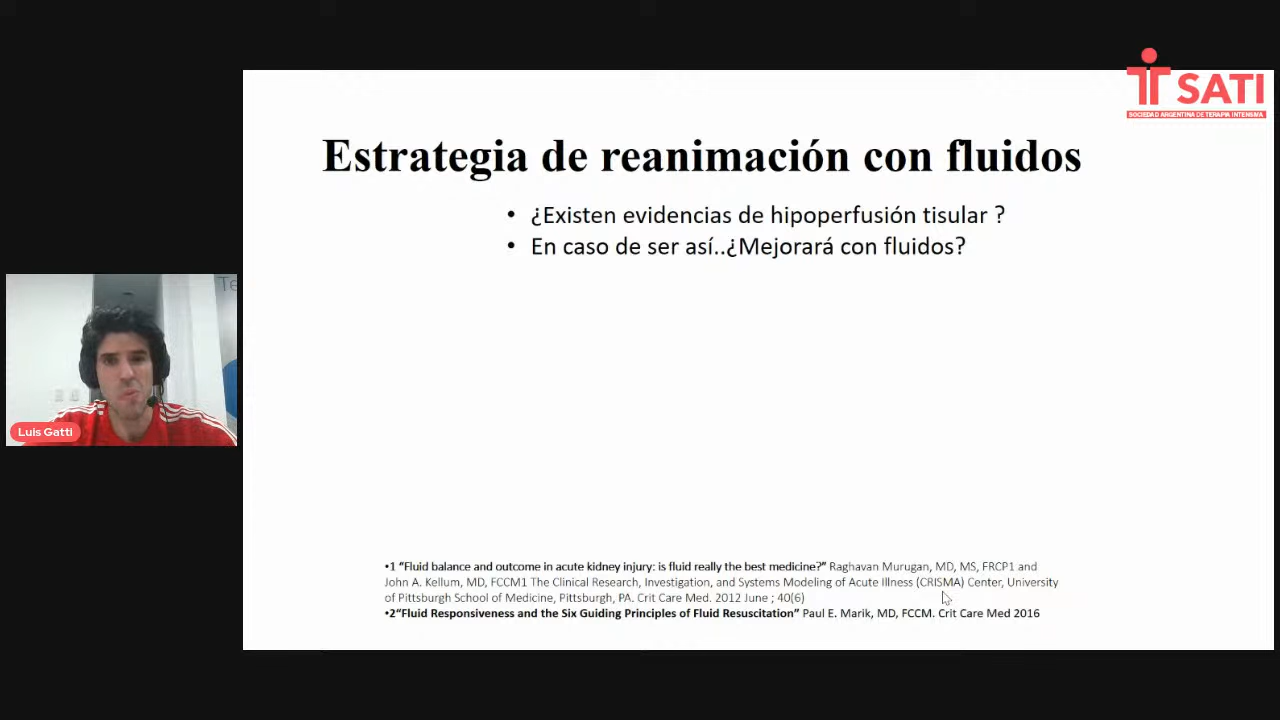 SATI
SOCIEDAD ARGENTINA DE TERAPIA INTENSIVA
Estrategia de reanimación con fluidos
• ¿Existen evidencias de hipoperfusión tisular ?
• En caso de ser así..¿Mejorará con fluidos?
Te
Luis Gatti
•1 “Fluid balance and outcome in acute kidney injury: is fluid really the best medicine?” Raghavan Murugan, MD, MS, FRCP1 and
John A. Kellum, MD, FCCM1 The Clinical Research, Investigation, and Systems Modeling of Acute Illness (CRISMA) Center, University
of Pittsburgh School of Medicine, Pittsburgh, PA. Crit Care Med. 2012 June ; 40(6)
•2“Fluid Responsiveness and the Six Guiding Principles of Fluid Resuscitation” Paul E. Marik, MD, FCCM. Crit Care Med 2016